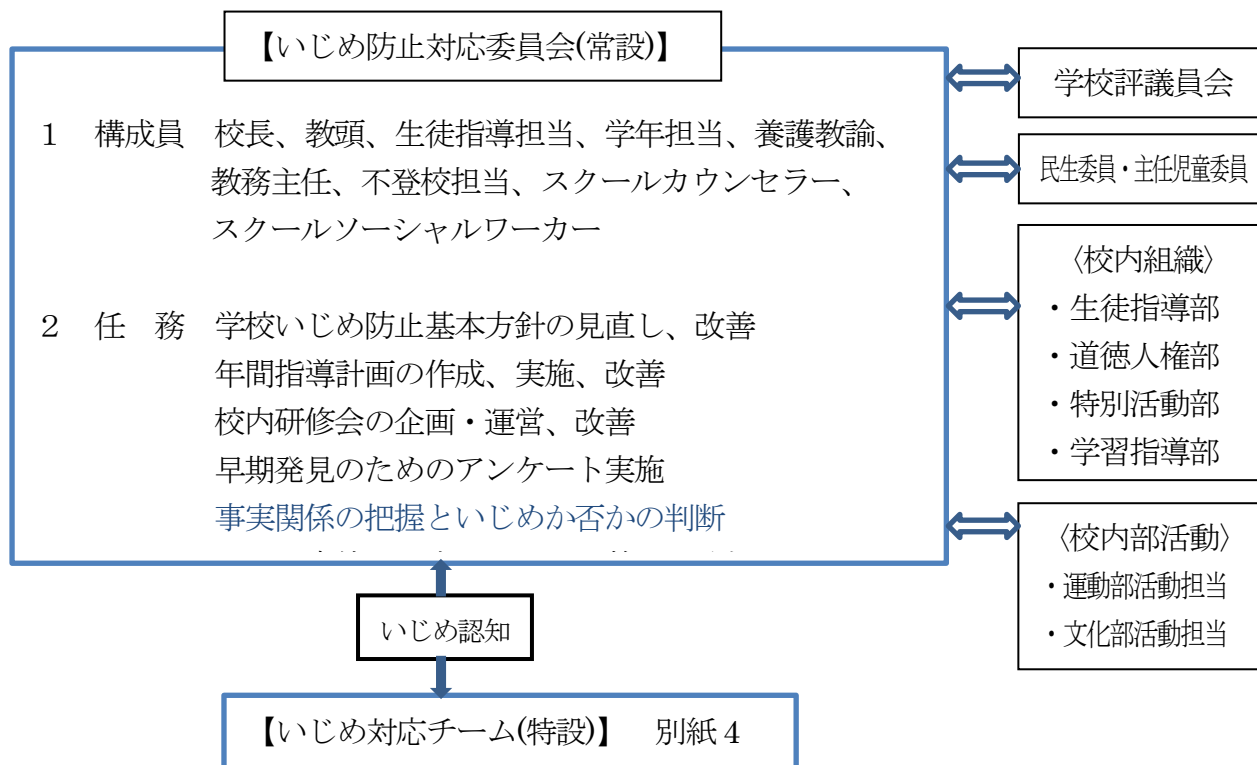 【いじめ防止対応委員会(常設)】
1 構成員 校長、教頭、生徒指導担当、学年担当、養護教諭、
教務主任、不登校担当、スクールカウンセラー、
スクールソーシャルワーカー
2 任 務 学校いじめ防止基本方針の見直し、改善
年間指導計画の作成、実施、改善
校内研修会の企画・運営、改善
早期発見のためのアンケート実施
事実関係の把握といじめか否かの判断
学校評議員会
民生委員・主任児童委員
〈校内組織〉
・生徒指導部
・道徳人権部
・特別活動部
・学習指導部
〈校内部活動〉
・運動部活動担当
・文化部活動担当
いじめ認知
【いじめ対応チーム(特設)】 別紙4